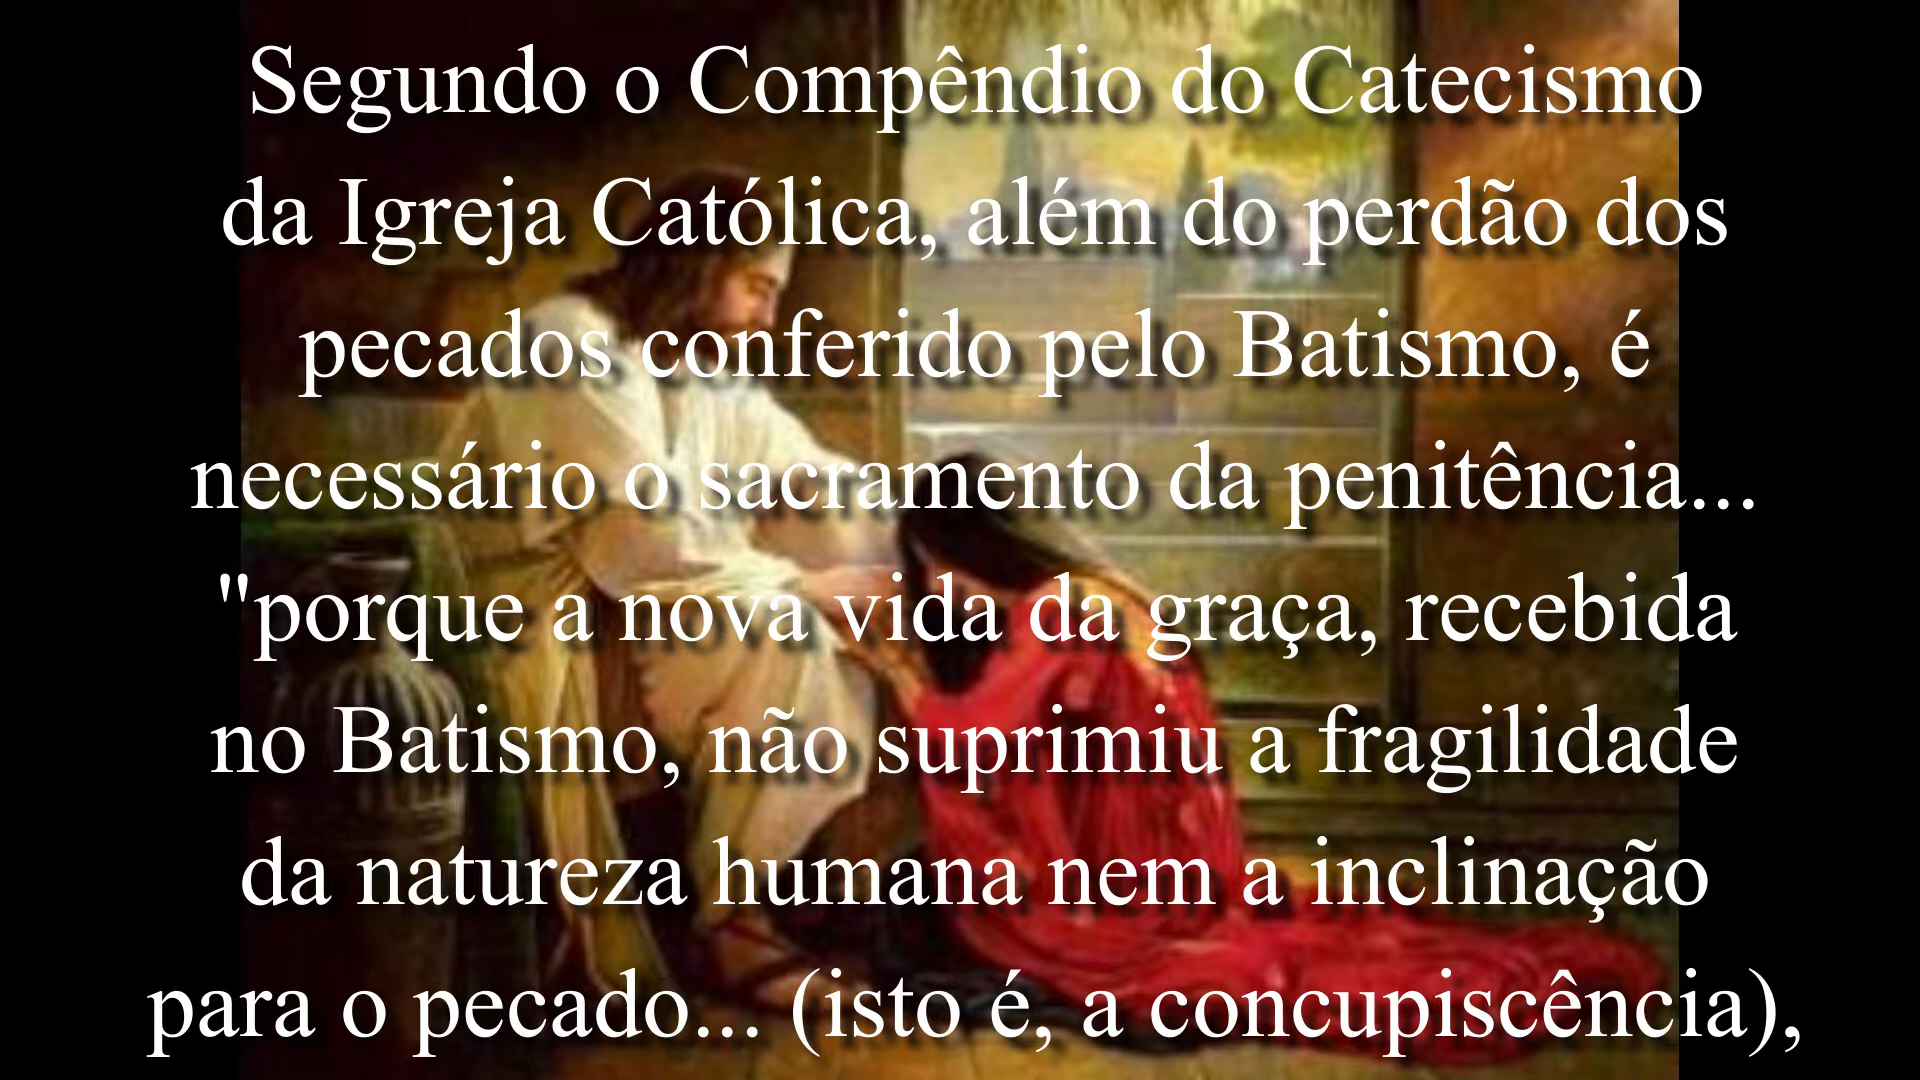 Segundo o Compêndio do Catecismo
da Igreja Católica, além do perdão dos
pecados conferido pelo Batismo, é
necessário o sacramento da penitência...
"porque a nova vida da graça, recebida
no Batismo, não suprimiu a fragilidade
da natureza humana nem a inclinação
para o pecado... (isto é, a concupiscência),